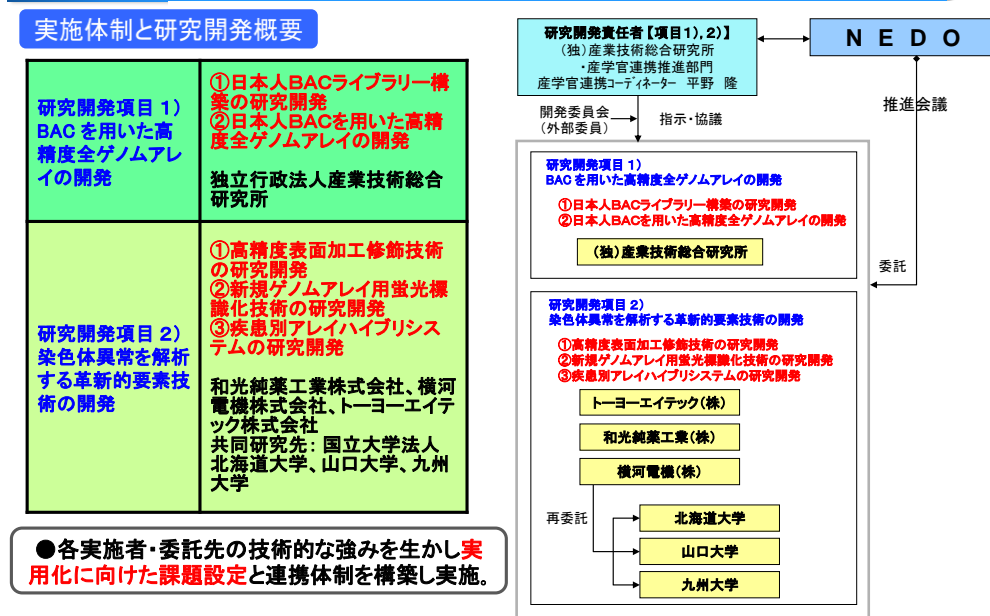 実施体制と研究開発概要
研究開発項目 1)
BAC を用いた高
精度全ゲノムアレ
イの開発
①日本人BACライブラリー構
築の研究開発
②日本人BACを用いた高精
度全ゲノムアレイの開発
独立行政法人産業技術総合
研究所
研究開発項目 2)
染色体異常を解析
する革新的要素技
術の開発
①高精度表面加工修飾技術
の研究開発
②新規ゲノムアレイ用蛍光標
識化技術の研究開発
③疾患別アレイハイブリシス
テムの研究開発
和光純薬工業株式会社、横河
電機株式会社、トーヨーエイテ
ック株式会社
共同研究先: 国立大学法人
北海道大学、山口大学、九州
大学
●各実施者・委託先の技術的な強みを生かし実
用化に向けた課題設定と連携体制を構築し実施。
研究開発責任者【項目1),2)】
(独)産業技術総合研究所
・産学官連携推進部門
産学官連携コーディネーター 平野 隆
NEDO
開発委員会
(外部委員)
指示・協議
推進会議
委託
研究開発項目 1)
BAC を用いた高精度全ゲノムアレイの開発
①日本人BACライブラリー構築の研究開発
②日本人BACを用いた高精度全ゲノムアレイの開発
(独)産業技術総合研究所
研究開発項目 2)
染色体異常を解析する革新的要素技術の開発
①高精度表面加工修飾技術の研究開発
②新規ゲノムアレイ用蛍光標識化技術の研究開発
③疾患別アレイハイブリシステムの研究開発
トーヨーエイテック(株)
和光純薬工業(株)
横河電機(株)
再委託
北海道大学
山口大学
九州大学